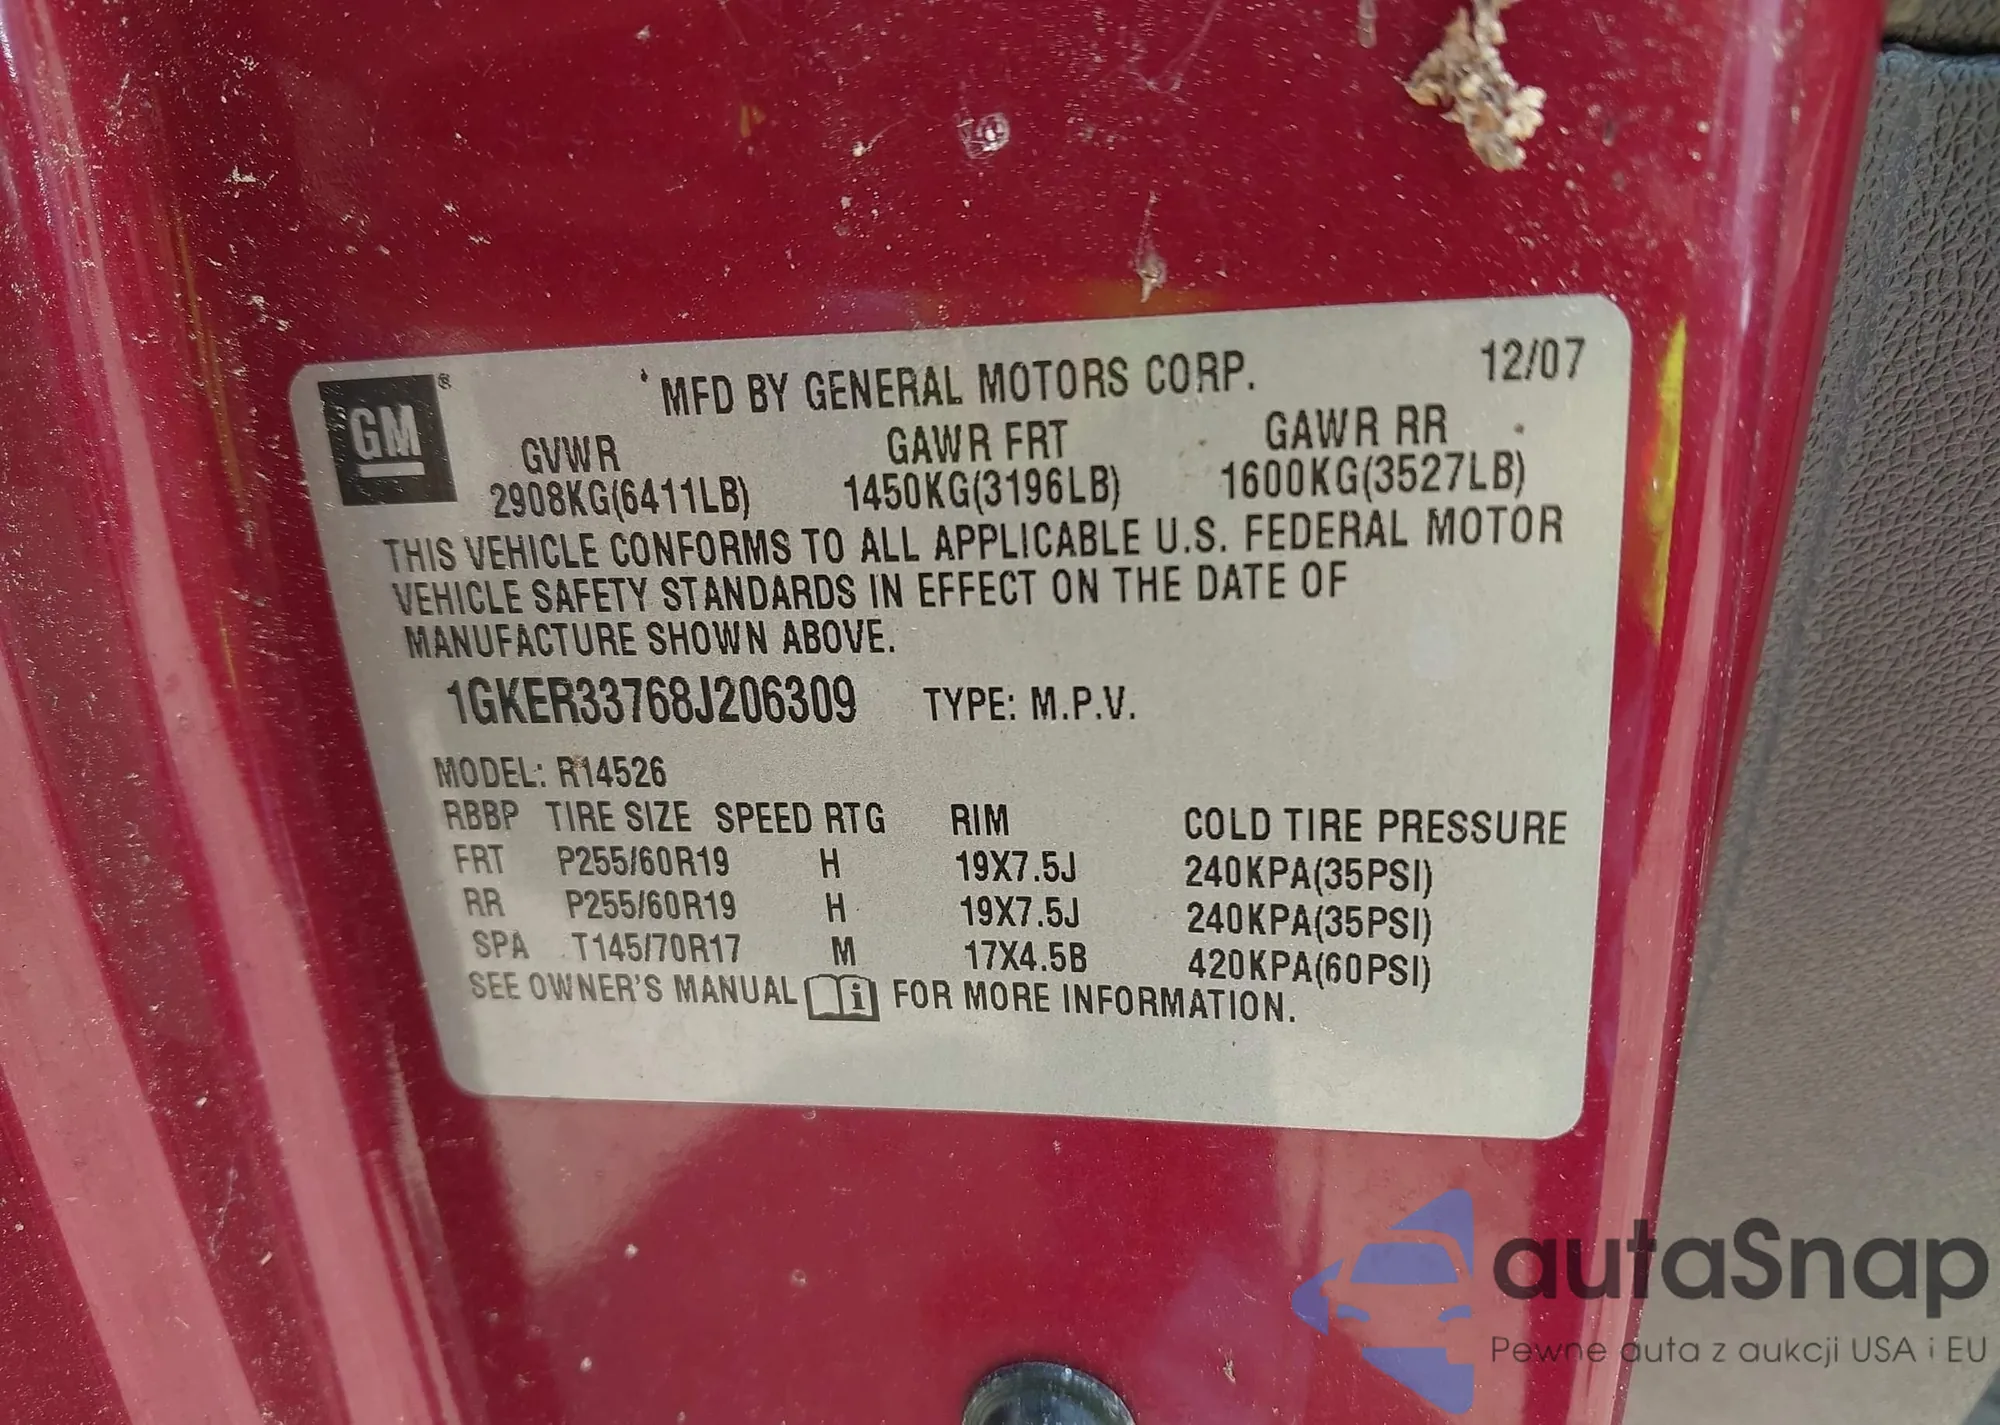 GM ®
MFD BY GENERAL MOTORS CORP. 12/07
GVWR GAWR FRT GAWR RR
2908KG(6411LB) 1450KG(3196LB) 1600KG(3527LB)
THIS VEHICLE CONFORMS TO ALL APPLICABLE U.S. FEDERAL MOTOR
VEHICLE SAFETY STANDARDS IN EFFECT ON THE DATE OF
MANUFACTURE SHOWN ABOVE.
1GKER33768J206309 TYPE: M.P.V.
MODEL: R14526
RBBP TIRE SIZE SPEED RTG RIM COLD TIRE PRESSURE
FRT P255/60R19 H 19X7.5J 240KPA(35PSI)
RR P255/60R19 H 19X7.5J 240KPA(35PSI)
SPA T145/70R17 M 17X4.5B 420KPA(60PSI)
SEE OWNER'S MANUAL i FOR MORE INFORMATION.
autaSnap
Pewne auta z aukcji USA i EU